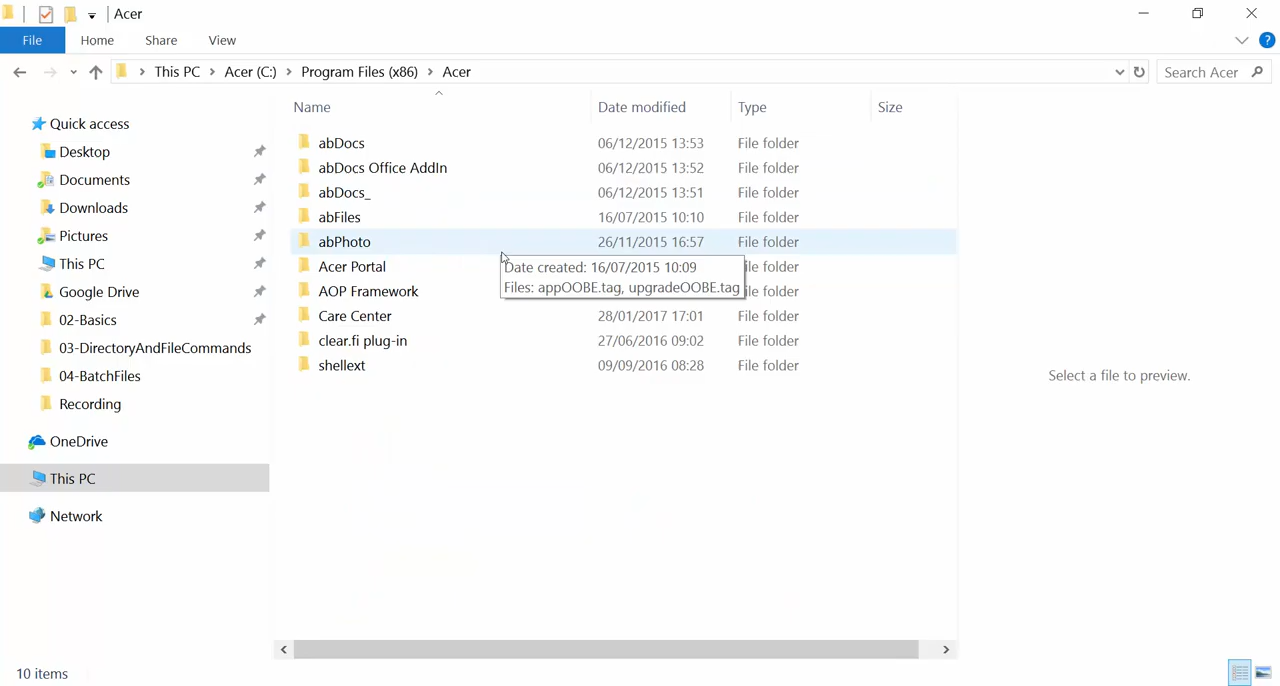 Acer
File Home Share View
This PC Acer (C:) Program Files (x86) Acer Search Acer
Name Date modified Type Size
Quick access
Desktop
Documents
Downloads
Pictures
This PC
Google Drive
02-Basics
03-DirectoryAndFileCommands
04-BatchFiles
Recording
OneDrive
This PC
Network
abDocs 06/12/2015 13:53 File folder
abDocs Office AddIn 06/12/2015 13:52 File folder
abDocs_ 06/12/2015 13:51 File folder
abFiles 16/07/2015 10:10 File folder
abPhoto 26/11/2015 16:57 File folder
Acer Portal ile folder
Date created: 16/07/2015 10:09
Files: appOOBE.tag, upgradeOOBE.tag
AOP Framework ile folder
Care Center 28/01/2017 17:01 File folder
clear.fi plug-in 27/06/2016 09:02 File folder
shellext 09/09/2016 08:28 File folder
Select a file to preview.
10 items